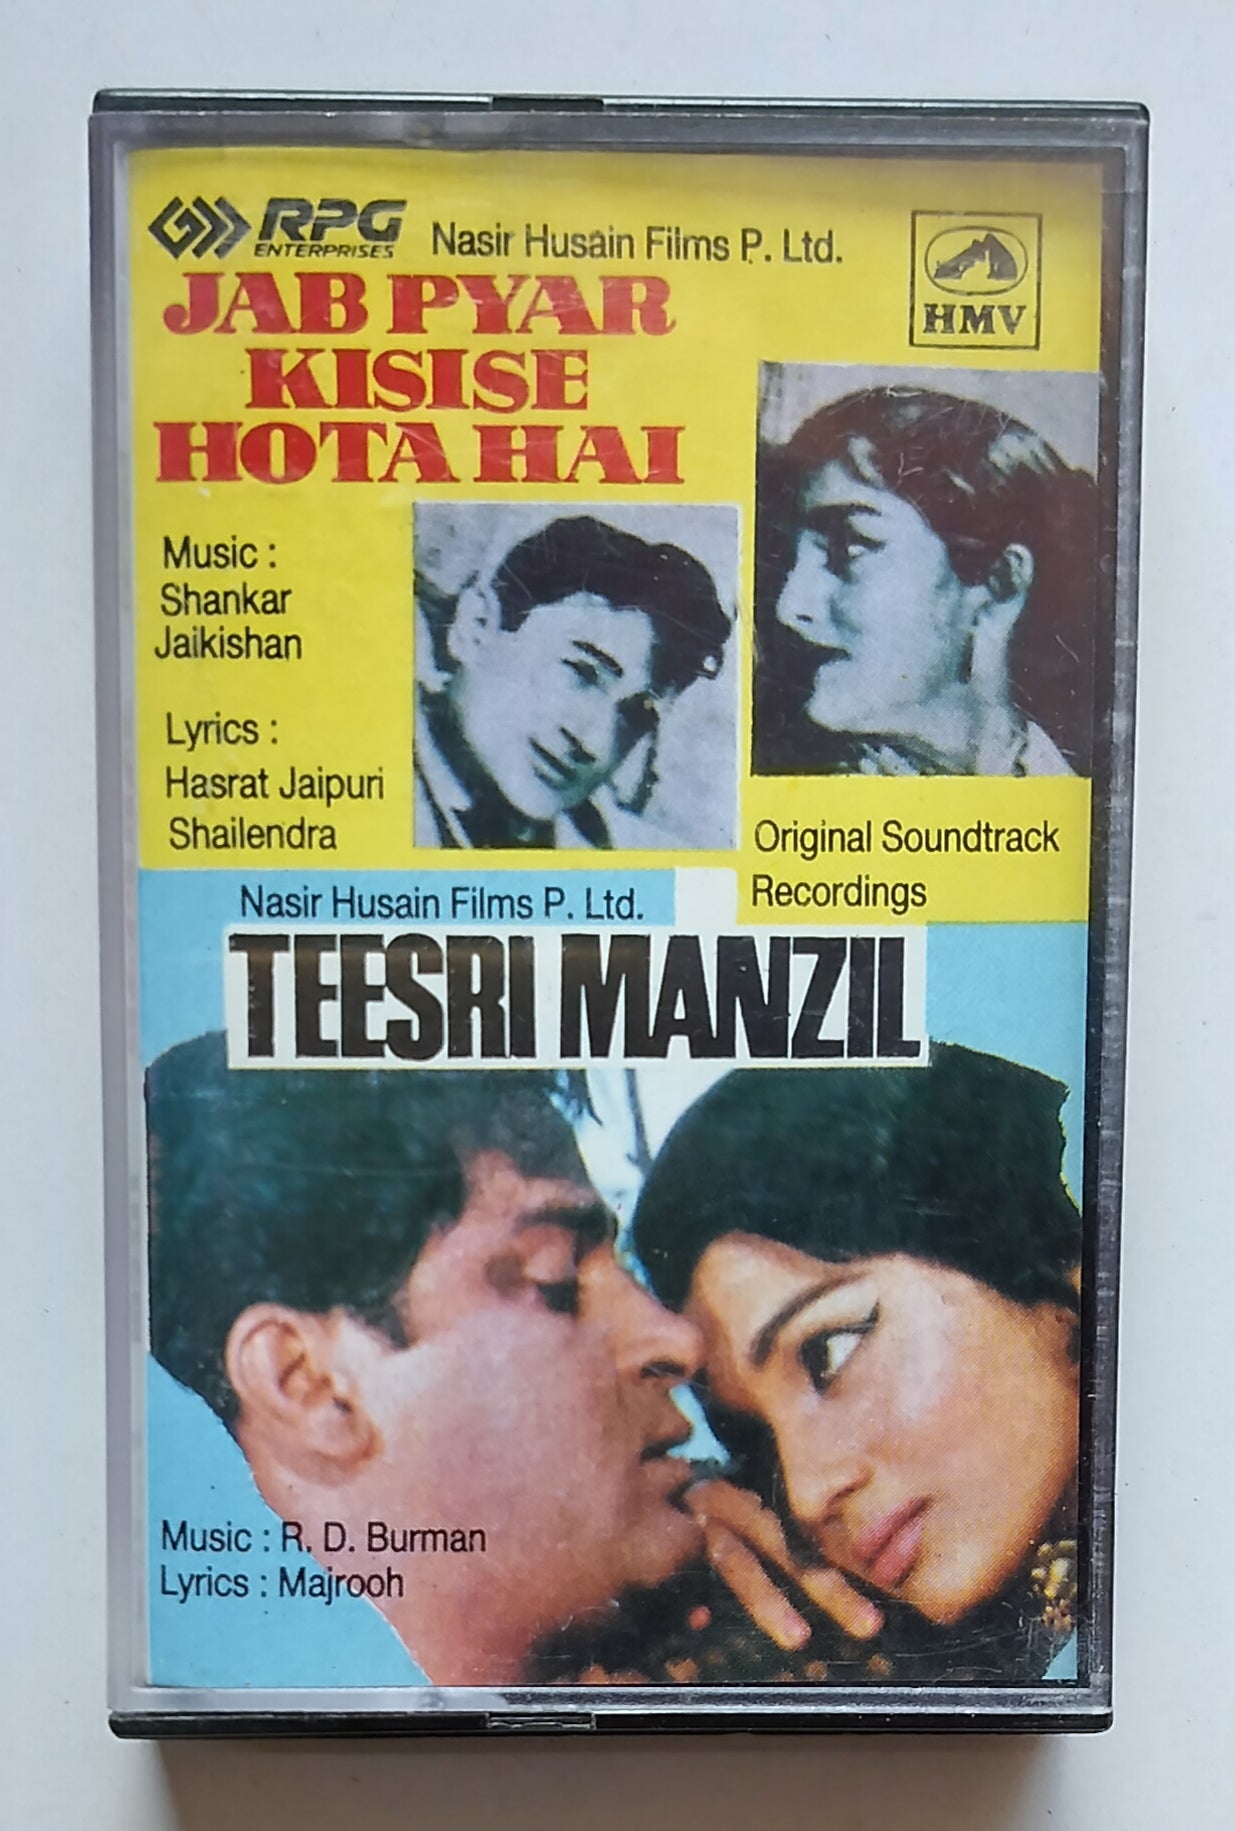 RPG
ENTERPRISES
Nasir Husain Films P. Ltd.
HMV
JAB PYAR
KISISE
HOTA HAI
Music :
Shankar
Jaikishan
Lyrics :
Hasrat Jaipuri
Shailendra
Original Soundtrack
Recordings
Nasir Husain Films P. Ltd.
TEESRI MANZIL
Music : R. D. Burman
Lyrics : Majrooh